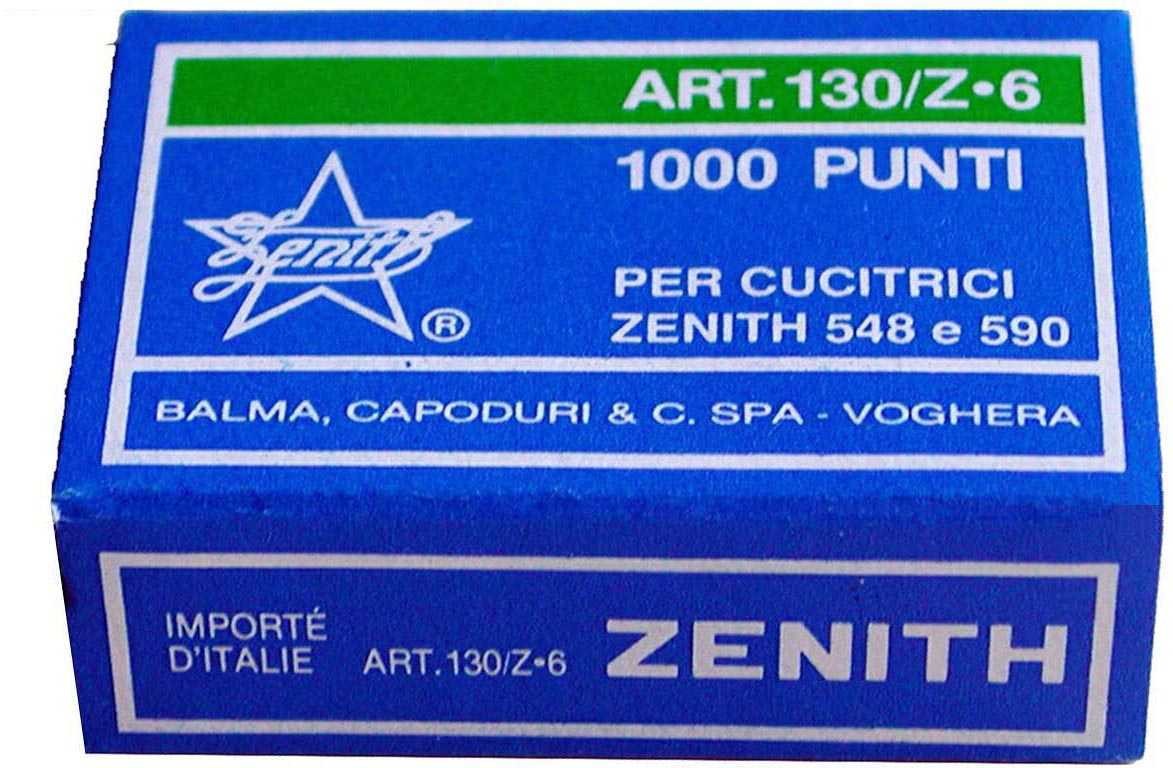 ART. 130/Z•6
1000 PUNTI
Zenith
®
PER CUCITRICI
ZENITH 548 e 590
BALMA, CAPODURI & C. SPA - VOGHERA
IMPORTÉ
D'ITALIE
ART. 130/Z•6
ZENITH